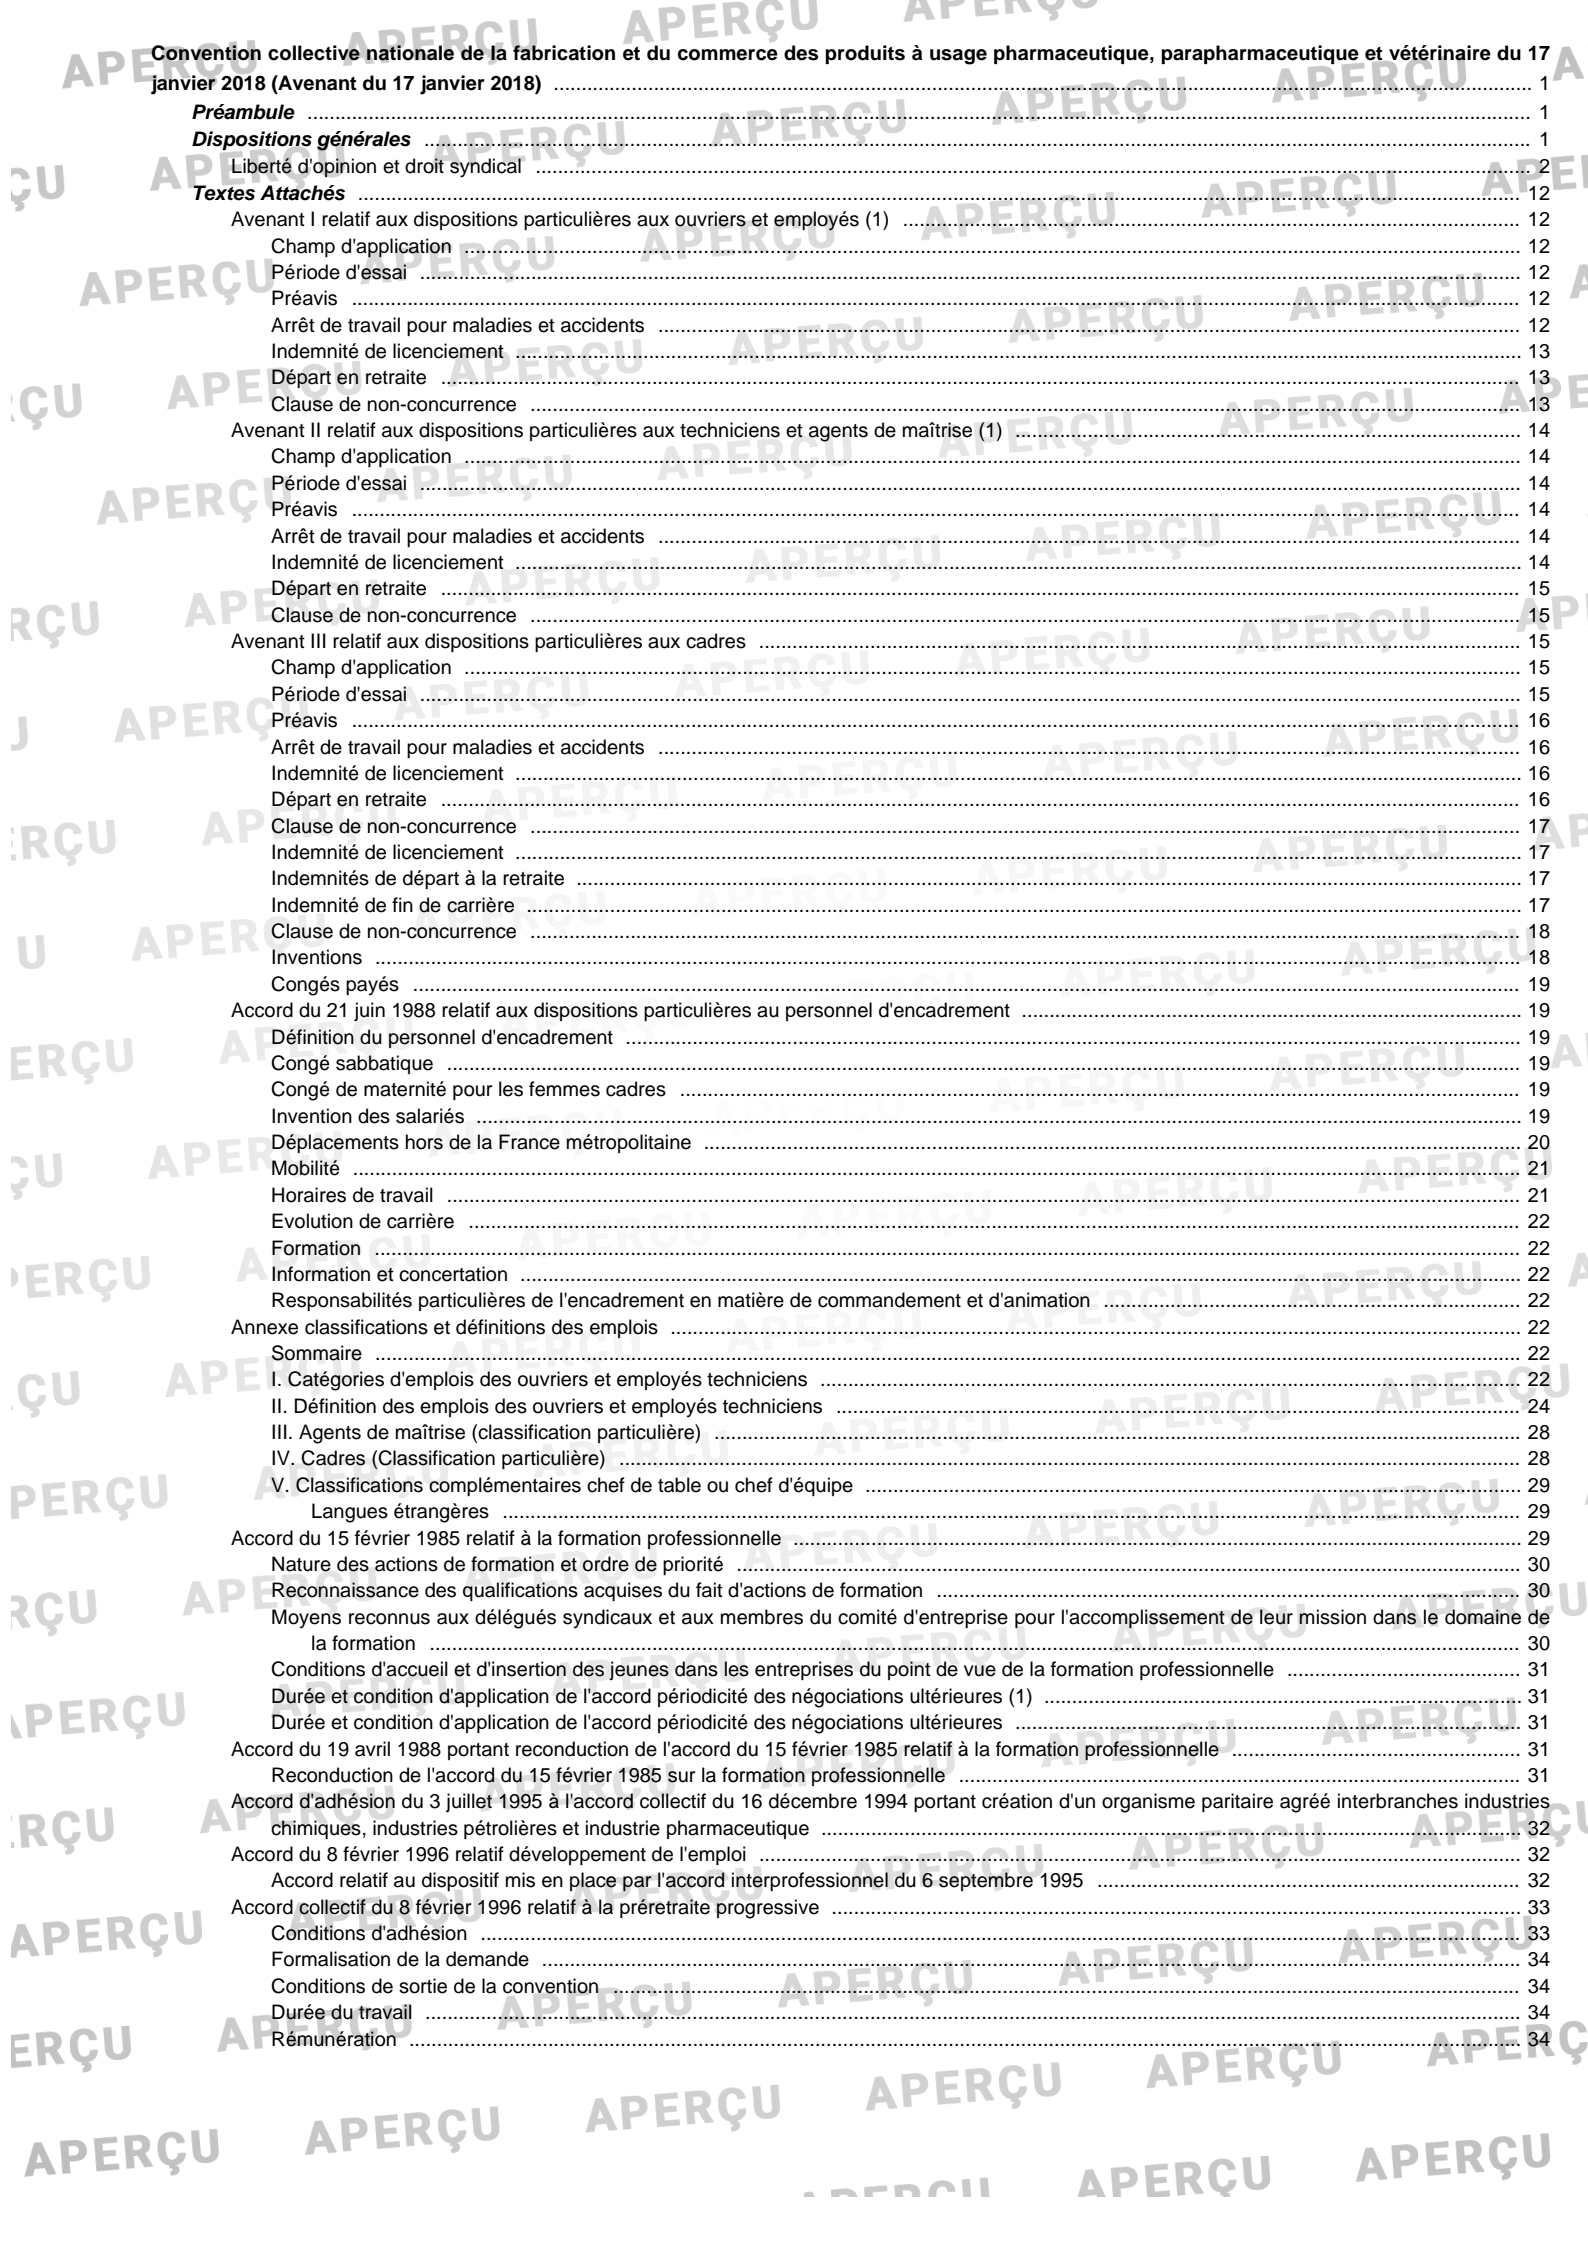 Convention collective nationale de la fabrication et du commerce des produits à usage pharmaceutique, parapharmaceutique et vétérinaire du 17
janvier 2018 (Avenant du 17 janvier 2018) 1
Préambule 1
Dispositions générales 1
Liberté d'opinion et droit syndical 2
Textes Attachés 12
Avenant I relatif aux dispositions particulières aux ouvriers et employés (1) 12
Champ d'application 12
Période d'essai 12
Préavis 12
Arrêt de travail pour maladies et accidents 12
Indemnité de licenciement 13
Départ en retraite 13
Clause de non-concurrence 13
Avenant II relatif aux dispositions particulières aux techniciens et agents de maîtrise (1) 14
Champ d'application 14
Période d'essai 14
Préavis 14
Arrêt de travail pour maladies et accidents 14
Indemnité de licenciement 14
Départ en retraite 15
Clause de non-concurrence 15
Avenant III relatif aux dispositions particulières aux cadres 15
Champ d'application 15
Période d'essai 15
Préavis 16
Arrêt de travail pour maladies et accidents 16
Indemnité de licenciement 16
Départ en retraite 16
Clause de non-concurrence 17
Indemnité de licenciement 17
Indemnités de départ à la retraite 17
Indemnité de fin de carrière 17
Clause de non-concurrence 18
Inventions 18
Congés payés 19
Accord du 21 juin 1988 relatif aux dispositions particulières au personnel d'encadrement 19
Définition du personnel d'encadrement 19
Congé sabbatique 19
Congé de maternité pour les femmes cadres 19
Invention des salariés 19
Déplacements hors de la France métropolitaine 20
Mobilité 21
Horaires de travail 21
Evolution de carrière 22
Formation 22
Information et concertation 22
Responsabilités particulières de l'encadrement en matière de commandement et d'animation 22
Annexe classifications et définitions des emplois 22
Sommaire 22
I. Catégories d'emplois des ouvriers et employés techniciens 22
II. Définition des emplois des ouvriers et employés techniciens 24
III. Agents de maîtrise (classification particulière) 28
IV. Cadres (Classification particulière) 28
V. Classifications complémentaires chef de table ou chef d'équipe 29
Langues étrangères 29
Accord du 15 février 1985 relatif à la formation professionnelle 29
Nature des actions de formation et ordre de priorité 30
Reconnaissance des qualifications acquises du fait d'actions de formation 30
Moyens reconnus aux délégués syndicaux et aux membres du comité d'entreprise pour l'accomplissement de leur mission dans le domaine de
la formation 30
Conditions d'accueil et d'insertion des jeunes dans les entreprises du point de vue de la formation professionnelle 31
Durée et condition d'application de l'accord périodicité des négociations ultérieures (1) 31
Durée et condition d'application de l'accord périodicité des négociations ultérieures 31
Accord du 19 avril 1988 portant reconduction de l'accord du 15 février 1985 relatif à la formation professionnelle 31
Reconduction de l'accord du 15 février 1985 sur la formation professionnelle 31
Accord d'adhésion du 3 juillet 1995 à l'accord collectif du 16 décembre 1994 portant création d'un organisme paritaire agréé interbranches industries
chimiques, industries pétrolières et industrie pharmaceutique 32
Accord du 8 février 1996 relatif développement de l'emploi 32
Accord relatif au dispositif mis en place par l'accord interprofessionnel du 6 septembre 1995 32
Accord collectif du 8 février 1996 relatif à la préretraite progressive 33
Conditions d'adhésion 33
Formalisation de la demande 34
Conditions de sortie de la convention 34
Durée du travail 34
Rémunération 34
APERÇU